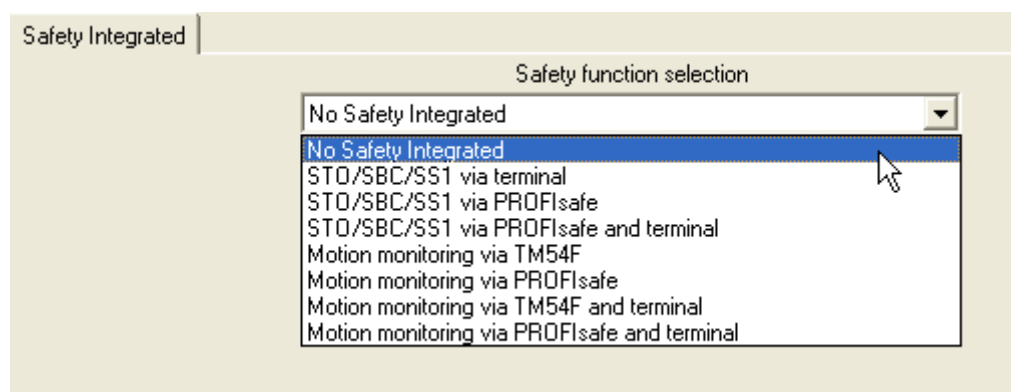 Safety Integrated
Safety function selection
No Safety Integrated
No Safety Integrated
STO/SBC/SS1 via terminal
STO/SBC/SS1 via PROFIsafe
STO/SBC/SS1 via PROFIsafe and terminal
Motion monitoring via TM54F
Motion monitoring via PROFIsafe
Motion monitoring via TM54F and terminal
Motion monitoring via PROFIsafe and terminal